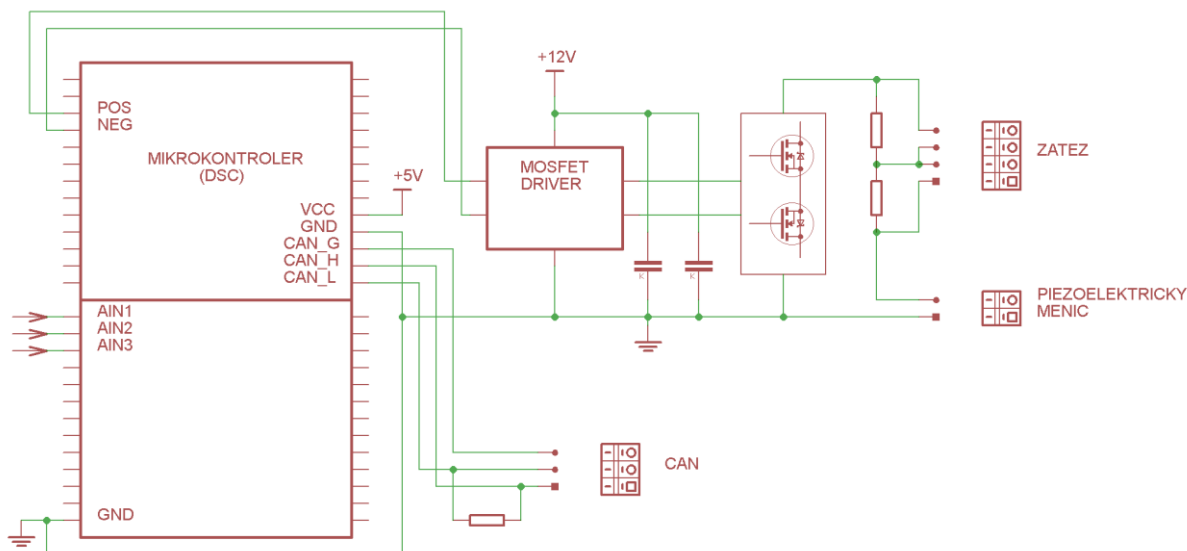 +12V
POS
NEG
MIKROKONTROLER
(DSC)
MOSFET
DRIVER
ZATEZ
+5V
VCC
GND
CAN_G
CAN_H
CAN_L
K
K
PIEZOELEKTRICKY
MENIC
AIN1
AIN2
AIN3
CAN
GND